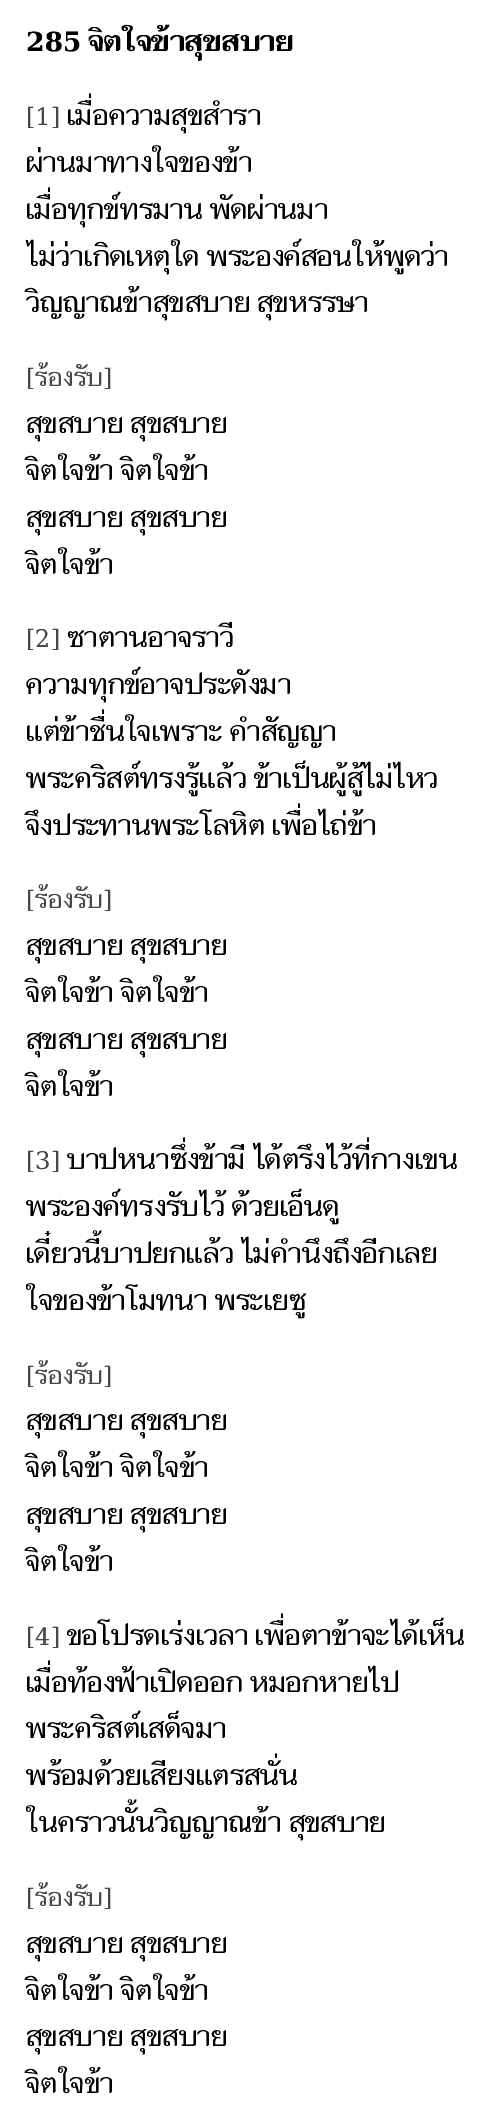 285 จิตใจข้าสุขสบาย
[1] เมื่อความสุขสำรา
ผ่านมาทางใจของข้า
เมื่อทุกข์ทรมาน พัดผ่านมา
ไม่ว่าเกิดเหตุใด พระองค์สอนให้พูดว่า
วิญญาณข้าสุขสบาย สุขหรรษา
[ร้องรับ]
สุขสบาย สุขสบาย
จิตใจข้า จิตใจข้า
สุขสบาย สุขสบาย
จิตใจข้า
[2] ซาตานอาจราวี
ความทุกข์อาจประดังมา
แต่ข้าชื่นใจเพราะ คำสัญญา
พระคริสต์ทรงรู้แล้ว ข้าเป็นผู้สู้ไม่ไหว
จึงประทานพระโลหิต เพื่อไถ่ข้า
[ร้องรับ]
สุขสบาย สุขสบาย
จิตใจข้า จิตใจข้า
สุขสบาย สุขสบาย
จิตใจข้า
[3] บาปหนาซึ่งข้ามี ได้ตรึงไว้ที่กางเขน
พระองค์ทรงรับไว้ ด้วยเอ็นดู
เดี๋ยวนี้บาปยกแล้ว ไม่คำนึงถึงอีกเลย
ใจของข้าโมทนา พระเยซู
[ร้องรับ]
สุขสบาย สุขสบาย
จิตใจข้า จิตใจข้า
สุขสบาย สุขสบาย
จิตใจข้า
[4] ขอโปรดเร่งเวลา เพื่อตาข้าจะได้เห็น
เมื่อท้องฟ้าเปิดออก หมอกหายไป
พระคริสต์เสด็จมา
พร้อมด้วยเสียงแตรสนั่น
ในคราวนั้นวิญญาณข้า สุขสบาย
[ร้องรับ]
สุขสบาย สุขสบาย
จิตใจข้า จิตใจข้า
สุขสบาย สุขสบาย
จิตใจข้า